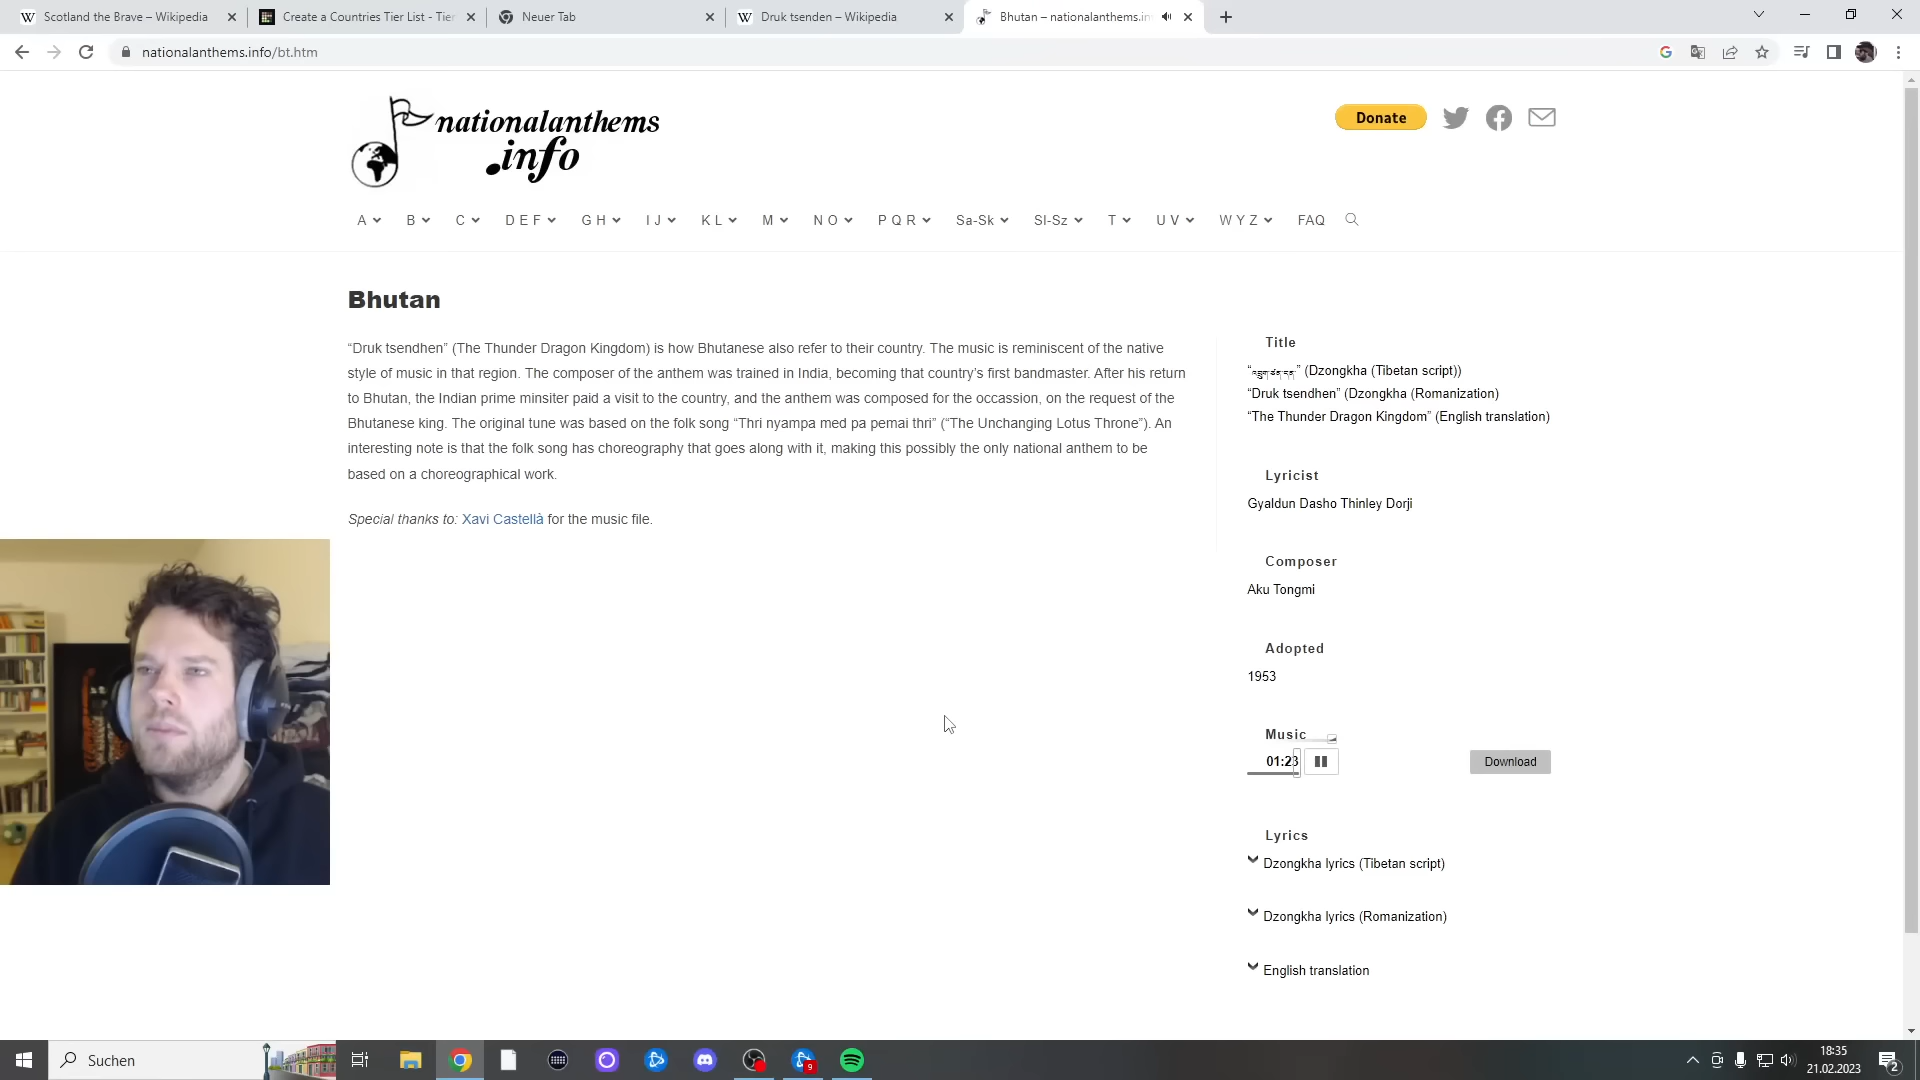 Scotland the Brave – Wikipedia
Create a Countries Tier List - Tier
Neuer Tab
Druk tsenden – Wikipedia
Bhutan – nationalanthems.in
nationalanthems.info/bt.htm
nationalanthems
.info
Donate
A
B
C
D E F
G H
I J
K L
M
N O
P Q R
Sa-Sk
Sl-Sz
T
U V
W Y Z
FAQ
Bhutan
“Druk tsendhen” (The Thunder Dragon Kingdom) is how Bhutanese also refer to their country. The music is reminiscent of the native
style of music in that region. The composer of the anthem was trained in India, becoming that country’s first bandmaster. After his return
to Bhutan, the Indian prime minsiter paid a visit to the country, and the anthem was composed for the occassion, on the request of the
Bhutanese king. The original tune was based on the folk song “Thri nyampa med pa pemai thri” (“The Unchanging Lotus Throne”). An
interesting note is that the folk song has choreography that goes along with it, making this possibly the only national anthem to be
based on a choreographical work.
Special thanks to: Xavi Castellà for the music file.
Title
“འབྲུག་ཙན་དན་” (Dzongkha (Tibetan script))
“Druk tsendhen” (Dzongkha (Romanization)
“The Thunder Dragon Kingdom” (English translation)
Lyricist
Gyaldun Dasho Thinley Dorji
Composer
Aku Tongmi
Adopted
1953
Music
01:23
Download
Lyrics
Dzongkha lyrics (Tibetan script)
Dzongkha lyrics (Romanization)
English translation
Suchen
9
18:35
21.02.2023
2